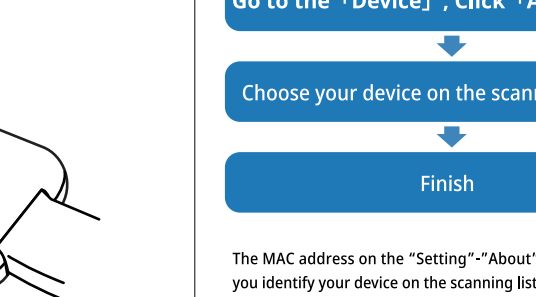 Go to the「Device」, Click「A
Choose your device on the scann
Finish
The MAC address on the “Setting”-”About”
you identify your device on the scanning list